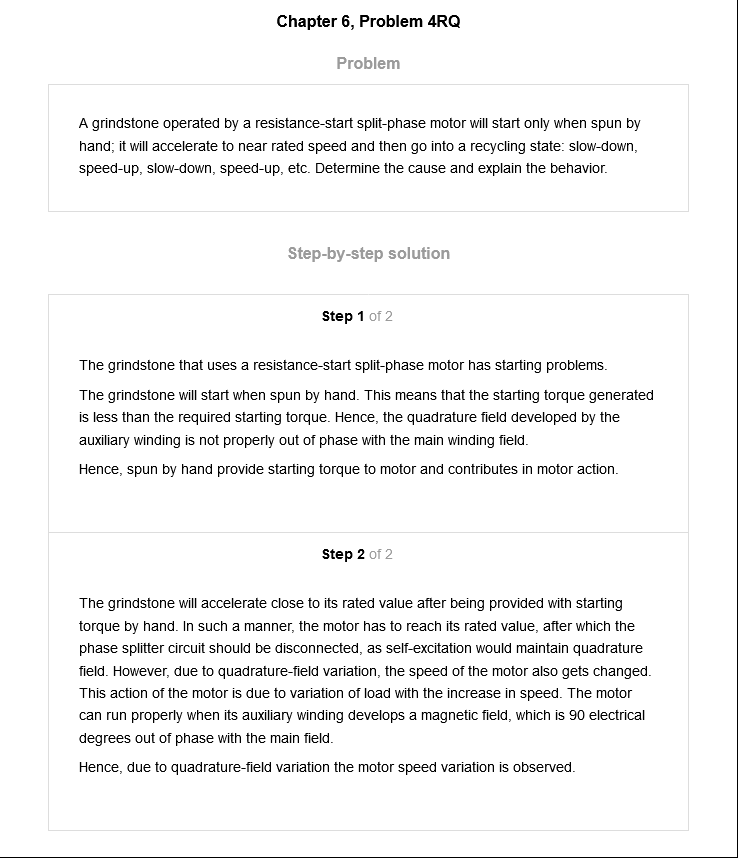 Chapter 6, Problem 4RQ
Problem
A grindstone operated by a resistance-start split-phase motor will start only when spun by
hand; it will accelerate to near rated speed and then go into a recycling state: slow-down,
speed-up, slow-down, speed-up, etc. Determine the cause and explain the behavior.
Step-by-step solution
Step 1 of 2
The grindstone that uses a resistance-start split-phase motor has starting problems.
The grindstone will start when spun by hand. This means that the starting torque generated
is less than the required starting torque. Hence, the quadrature field developed by the
auxiliary winding is not properly out of phase with the main winding field.
Hence, spun by hand provide starting torque to motor and contributes in motor action.
Step 2 of 2
The grindstone will accelerate close to its rated value after being provided with starting
torque by hand. In such a manner, the motor has to reach its rated value, after which the
phase splitter circuit should be disconnected, as self-excitation would maintain quadrature
field. However, due to quadrature-field variation, the speed of the motor also gets changed.
This action of the motor is due to variation of load with the increase in speed. The motor
can run properly when its auxiliary winding develops a magnetic field, which is 90 electrical
degrees out of phase with the main field.
Hence, due to quadrature-field variation the motor speed variation is observed.